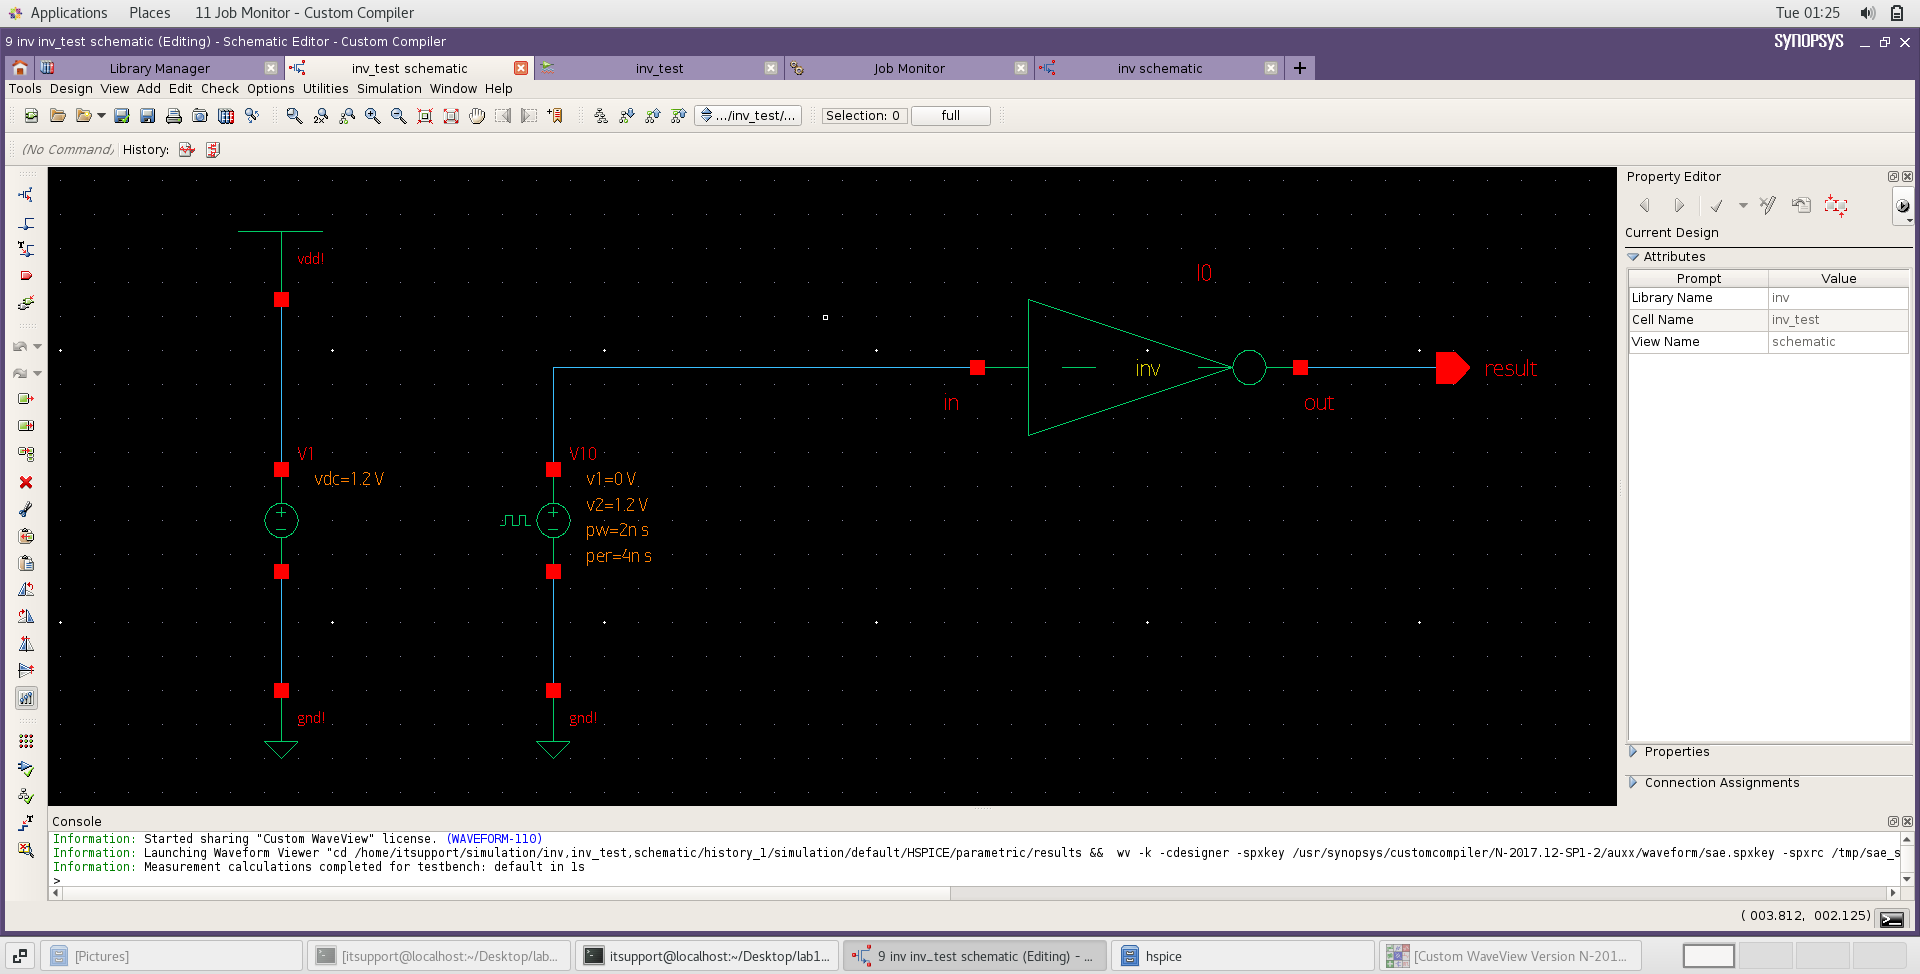 Applications Places 11 Job Monitor - Custom Compiler Tue 01:25
9 inv inv_test schematic (Editing) - Schematic Editor - Custom Compiler
SYNOPSYS
Library Manager inv_test schematic inv_test Job Monitor inv schematic
Tools Design View Add Edit Check Options Utilities Simulation Window Help
.../inv_test/... Selection: 0 full
(No Command) History:
Property Editor
Current Design
Attributes
Prompt Value
Library Name inv
Cell Name inv_test
View Name schematic
Properties
Connection Assignments
vdd!
I0
inv
result
in
out
V1
vdc=1.2 V
V10
v1=0 V
v2=1.2 V
pw=2n s
per=4n s
gnd!
gnd!
Console
Information: Started sharing "Custom WaveView" license. (WAVEFORM-110)
Information: Launching Waveform Viewer "cd /home/itsupport/simulation/inv,inv_test,schematic/history_1/simulation/default/HSPICE/parametric/results && wv -k -cdesigner -spxkey /usr/synopsys/customcompiler/N-2017.12-SP1-2/auxx/waveform/sae.spxkey -spxrc /tmp/sae_s
Information: Measurement calculations completed for testbench: default in 1s
>
( 003.812, 002.125)
[Pictures] [itsupport@localhost:~/Desktop/lab... itsupport@localhost:~/Desktop/lab1... 9 inv inv_test schematic (Editing) - ... hspice [Custom WaveView Version N-201...